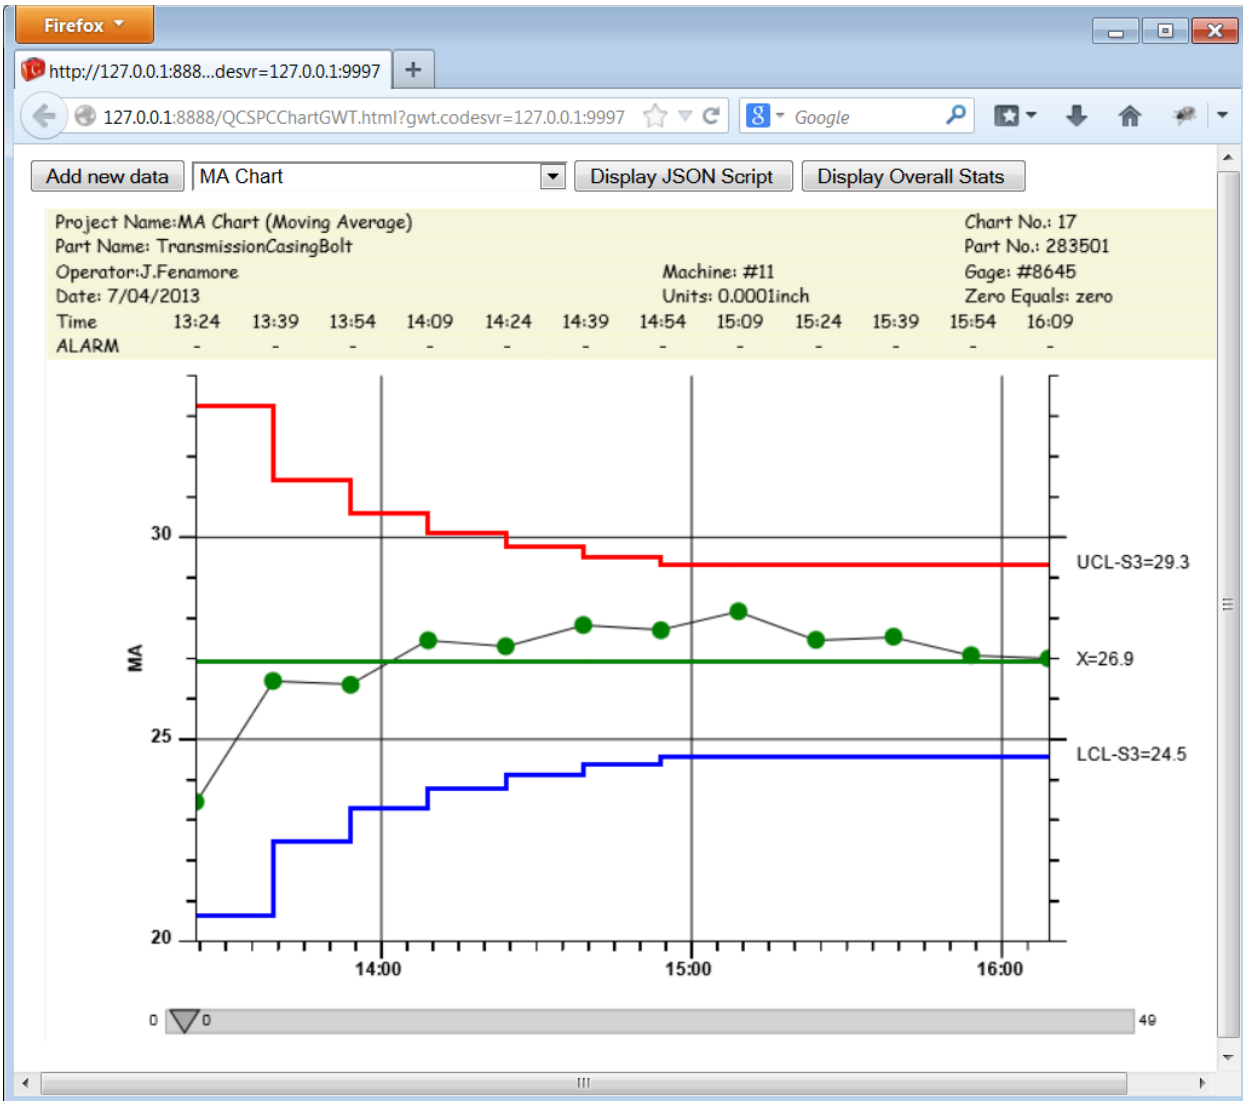 Firefox
http://127.0.0.1:888...desvr=127.0.0.1:9997 +
127.0.0.1:8888/QCSPCChartGWT.html?gwt.codesvr=127.0.0.1:9997 8 Google
Add new data MA Chart Display JSON Script Display Overall Stats
Project Name:MA Chart (Moving Average) Chart No.: 17
Part Name: TransmissionCasingBolt Part No.: 283501
Operator:J.Fenamore Machine: #11 Gage: #8645
Date: 7/04/2013 Units: 0.0001inch Zero Equals: zero
Time 13:24 13:39 13:54 14:09 14:24 14:39 14:54 15:09 15:24 15:39 15:54 16:09
ALARM - - - - - - - - - - - -
30
UCL-S3=29.3
MA
X=26.9
25
LCL-S3=24.5
20
14:00 15:00 16:00
0 0 49